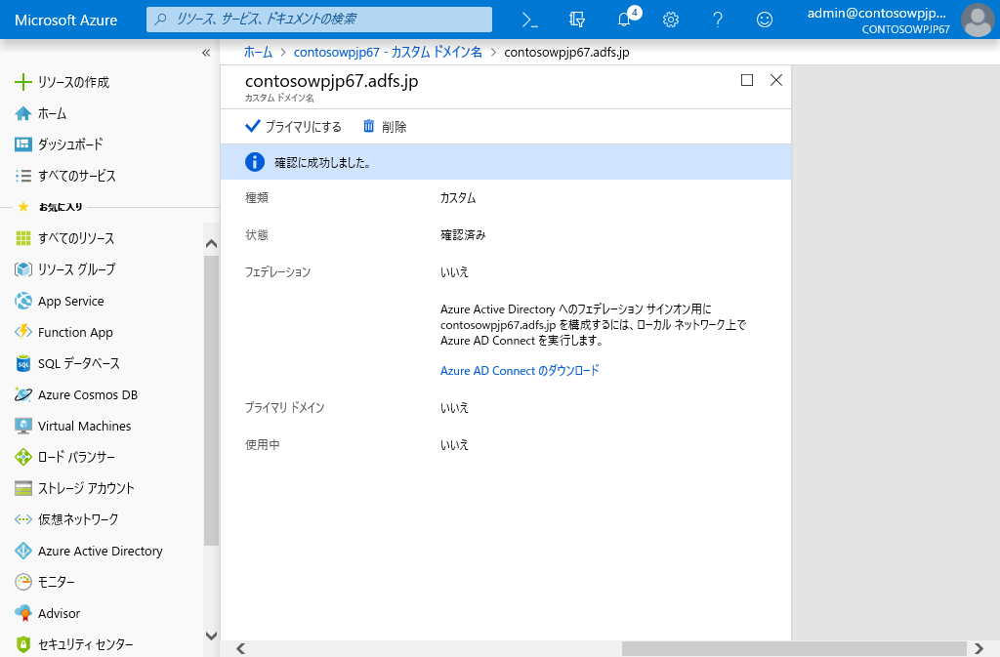 Microsoft Azure
リソース、サービス、ドキュメントの検索
4
admin@contosowpjp...
CONTOSOWPJP67
リソースの作成
ホーム
ダッシュボード
すべてのサービス
お気に入り
すべてのリソース
リソース グループ
App Service
Function App
SQL データベース
Azure Cosmos DB
Virtual Machines
ロード バランサー
ストレージ アカウント
仮想ネットワーク
Azure Active Directory
モニター
Advisor
セキュリティ センター
ホーム > contosowpjp67 - カスタム ドメイン名 > contosowpjp67.adfs.jp
contosowpjp67.adfs.jp
カスタム ドメイン名
プライマリにする 削除
確認に成功しました。
種類 カスタム
状態 確認済み
フェデレーション いいえ
Azure Active Directory へのフェデレーション サインオン用に
contosowpjp67.adfs.jp を構成するには、ローカル ネットワーク上で
Azure AD Connect を実行します。
Azure AD Connect のダウンロード
プライマリ ドメイン いいえ
使用中 いいえ